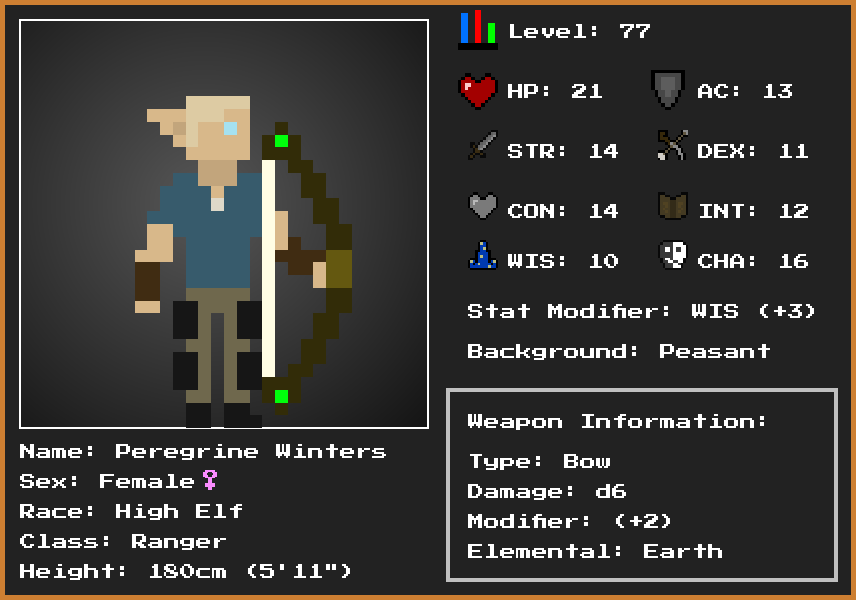 Level: 77
HP: 21
AC: 13
STR: 14
DEX: 11
CON: 14
INT: 12
WIS: 10
CHA: 16
Stat Modifier: WIS (+3)
Background: Peasant
Weapon Information:
Type: Bow
Damage: d6
Modifier: (+2)
Elemental: Earth
Name: Peregrine Winters
Sex: Female♀
Race: High Elf
Class: Ranger
Height: 180cm (5'11")